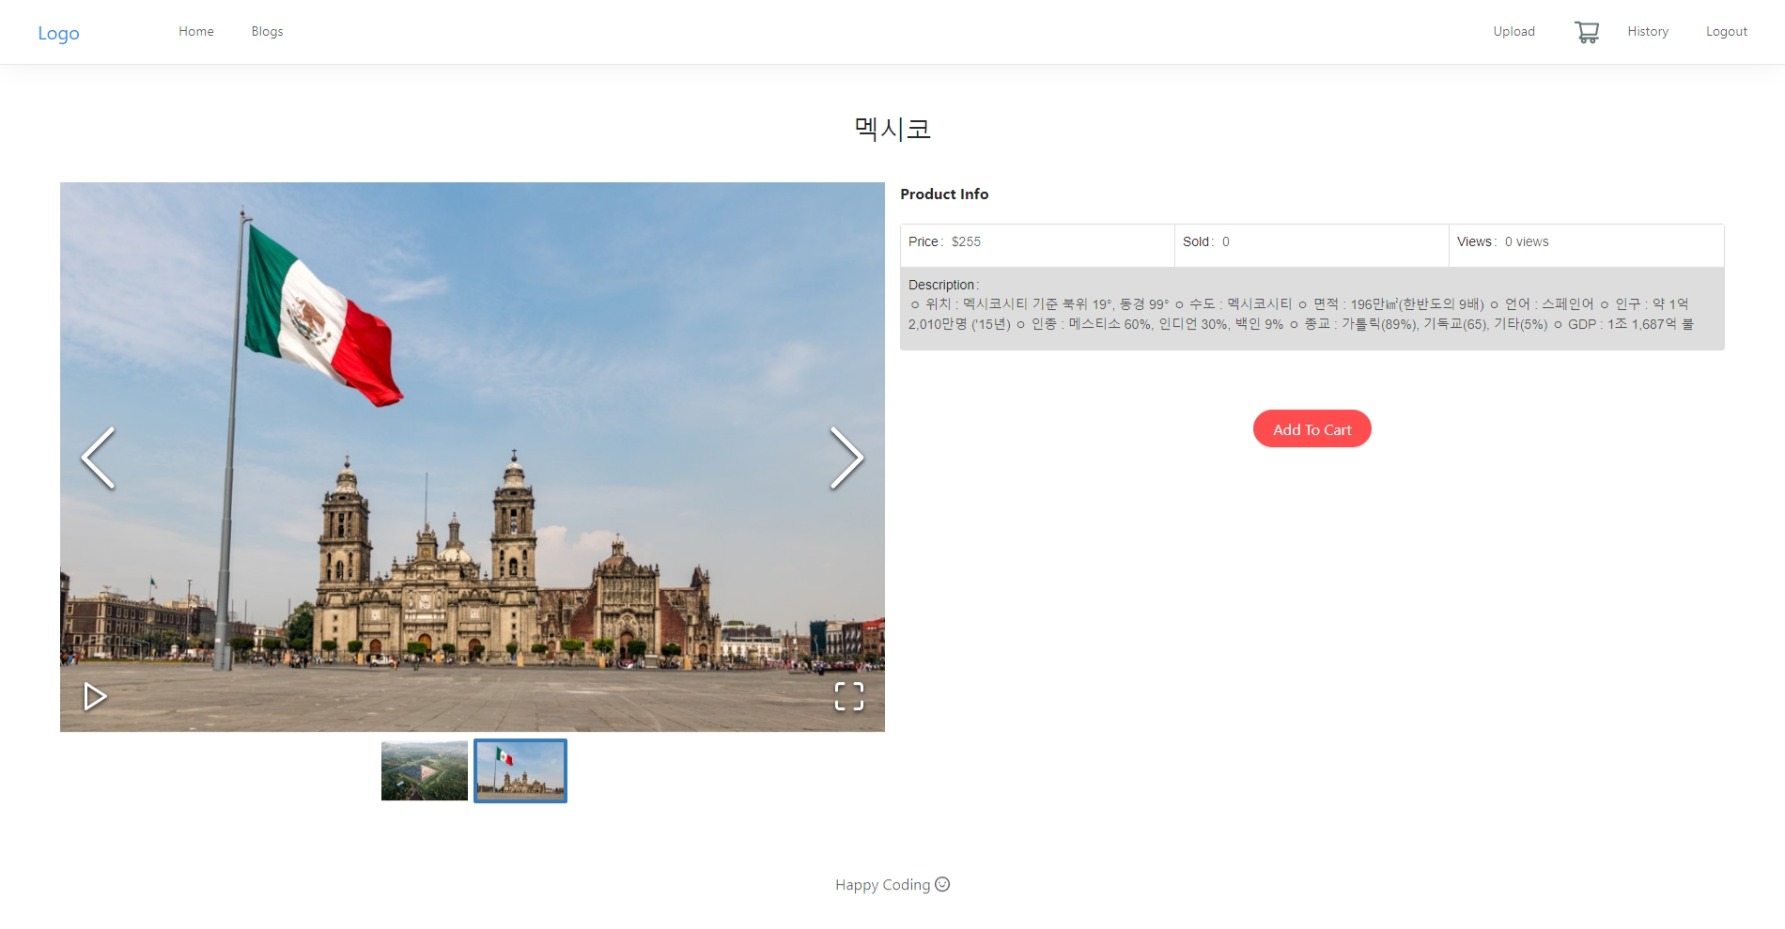 Logo
Home
Blogs
Upload
History
Logout
멕시코
Product Info
Price: $255
Sold: 0
Views: 0 views
Description:
ㅇ 위치 : 멕시코시티 기준 북위 19°, 동경 99° ㅇ 수도 : 멕시코시티 ㅇ 면적 : 196만㎢(한반도의 9배) ㅇ 언어 : 스페인어 ㅇ 인구 : 약 1억
2,010만명 ('15년) ㅇ 인종 : 메스티소 60%, 인디언 30%, 백인 9% ㅇ 종교 : 가톨릭(89%), 기독교(65), 기타(5%) ㅇ GDP : 1조 1,687억 불
Add To Cart
Happy Coding